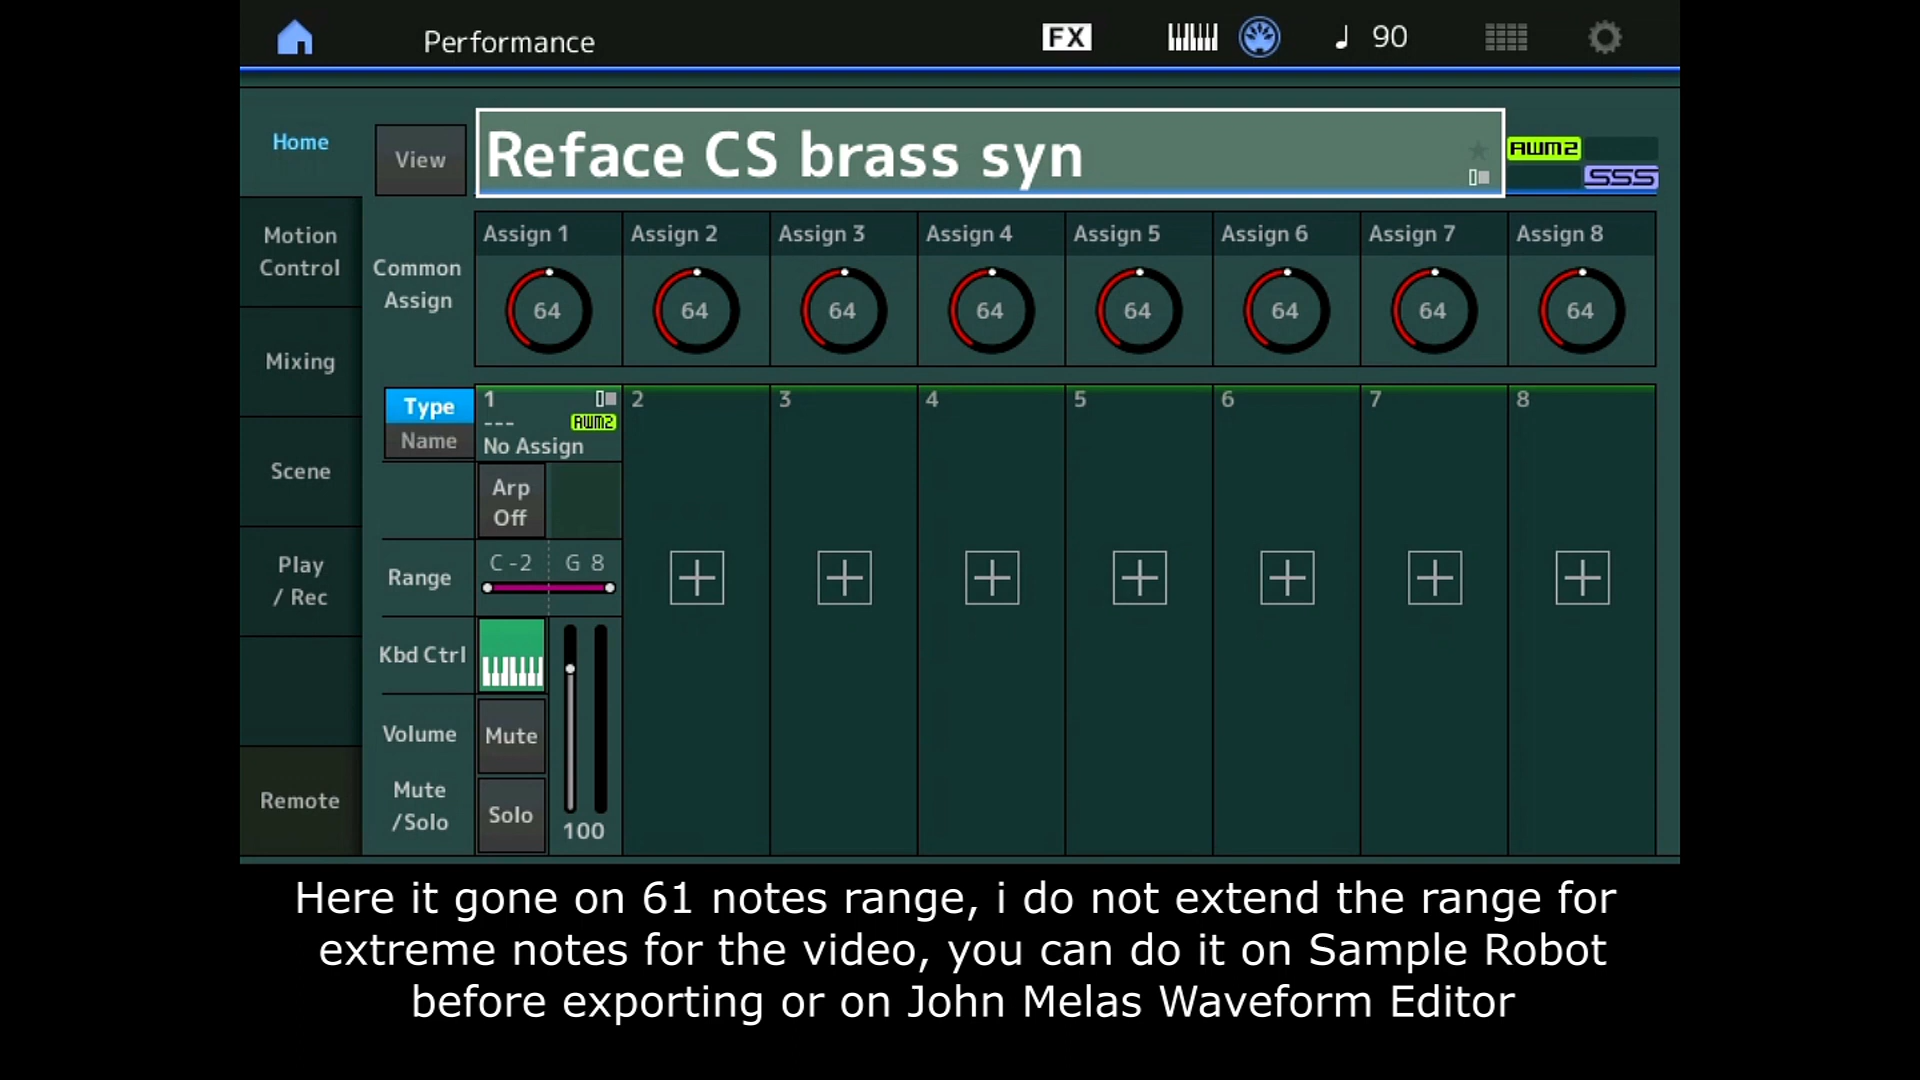 Performance
FX
90
Home
View
Reface CS brass syn
AWM2
SSS
Motion
Control
Common
Assign
Assign 1
Assign 2
Assign 3
Assign 4
Assign 5
Assign 6
Assign 7
Assign 8
64
64
64
64
64
64
64
64
Mixing
Type
Name
1
---
AWM2
No Assign
2
3
4
5
6
7
8
Scene
Arp
Off
Play
/ Rec
Range
C -2
G 8
Kbd Ctrl
Volume
Mute
Remote
Mute
/Solo
Solo
100
Here it gone on 61 notes range, i do not extend the range for
extreme notes for the video, you can do it on Sample Robot
before exporting or on John Melas Waveform Editor